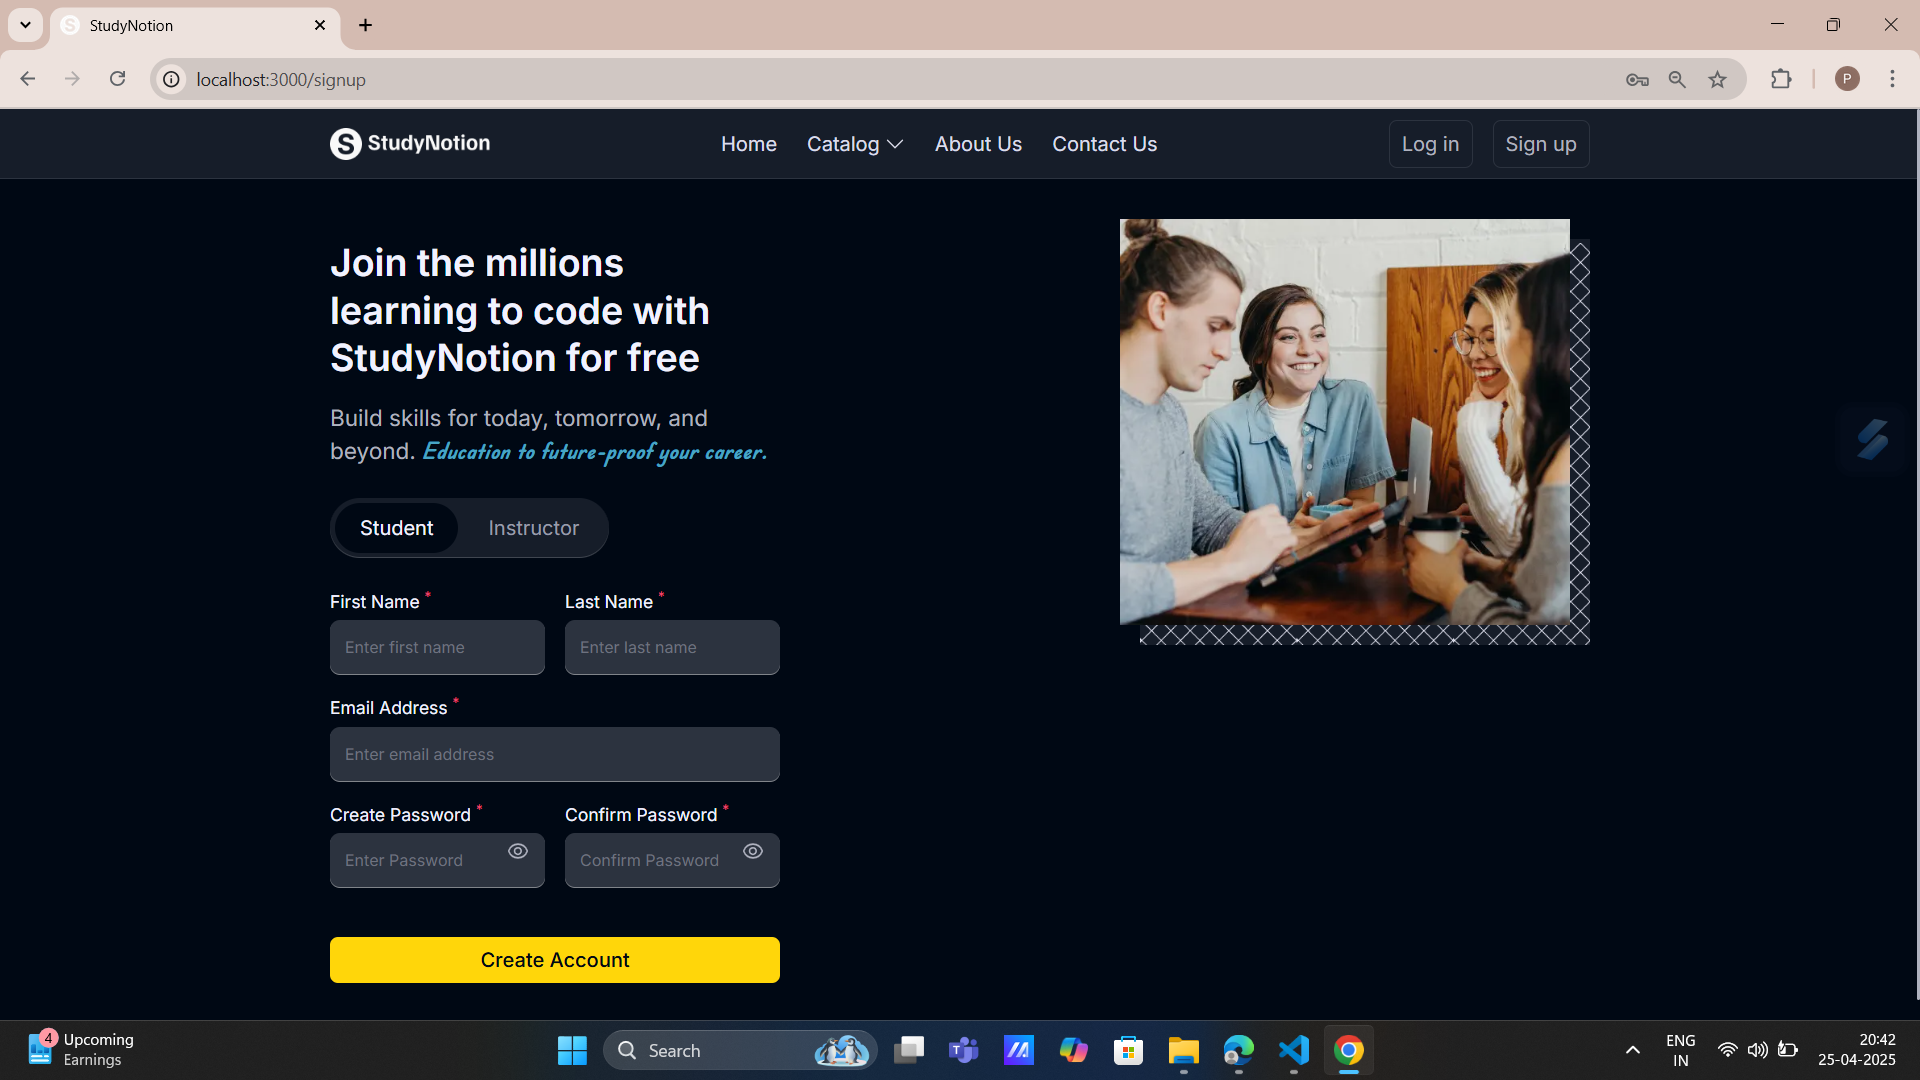 StudyNotion
localhost:3000/signup
P
StudyNotion
Home
Catalog
About Us
Contact Us
Log in
Sign up
Join the millions
learning to code with
StudyNotion for free
Build skills for today, tomorrow, and
beyond. Education to future-proof your career.
Student
Instructor
First Name *
Last Name *
Enter first name
Enter last name
Email Address *
Enter email address
Create Password *
Confirm Password *
Enter Password
Confirm Password
Create Account
4
Upcoming
Earnings
Search
ENG
IN
20:42
25-04-2025